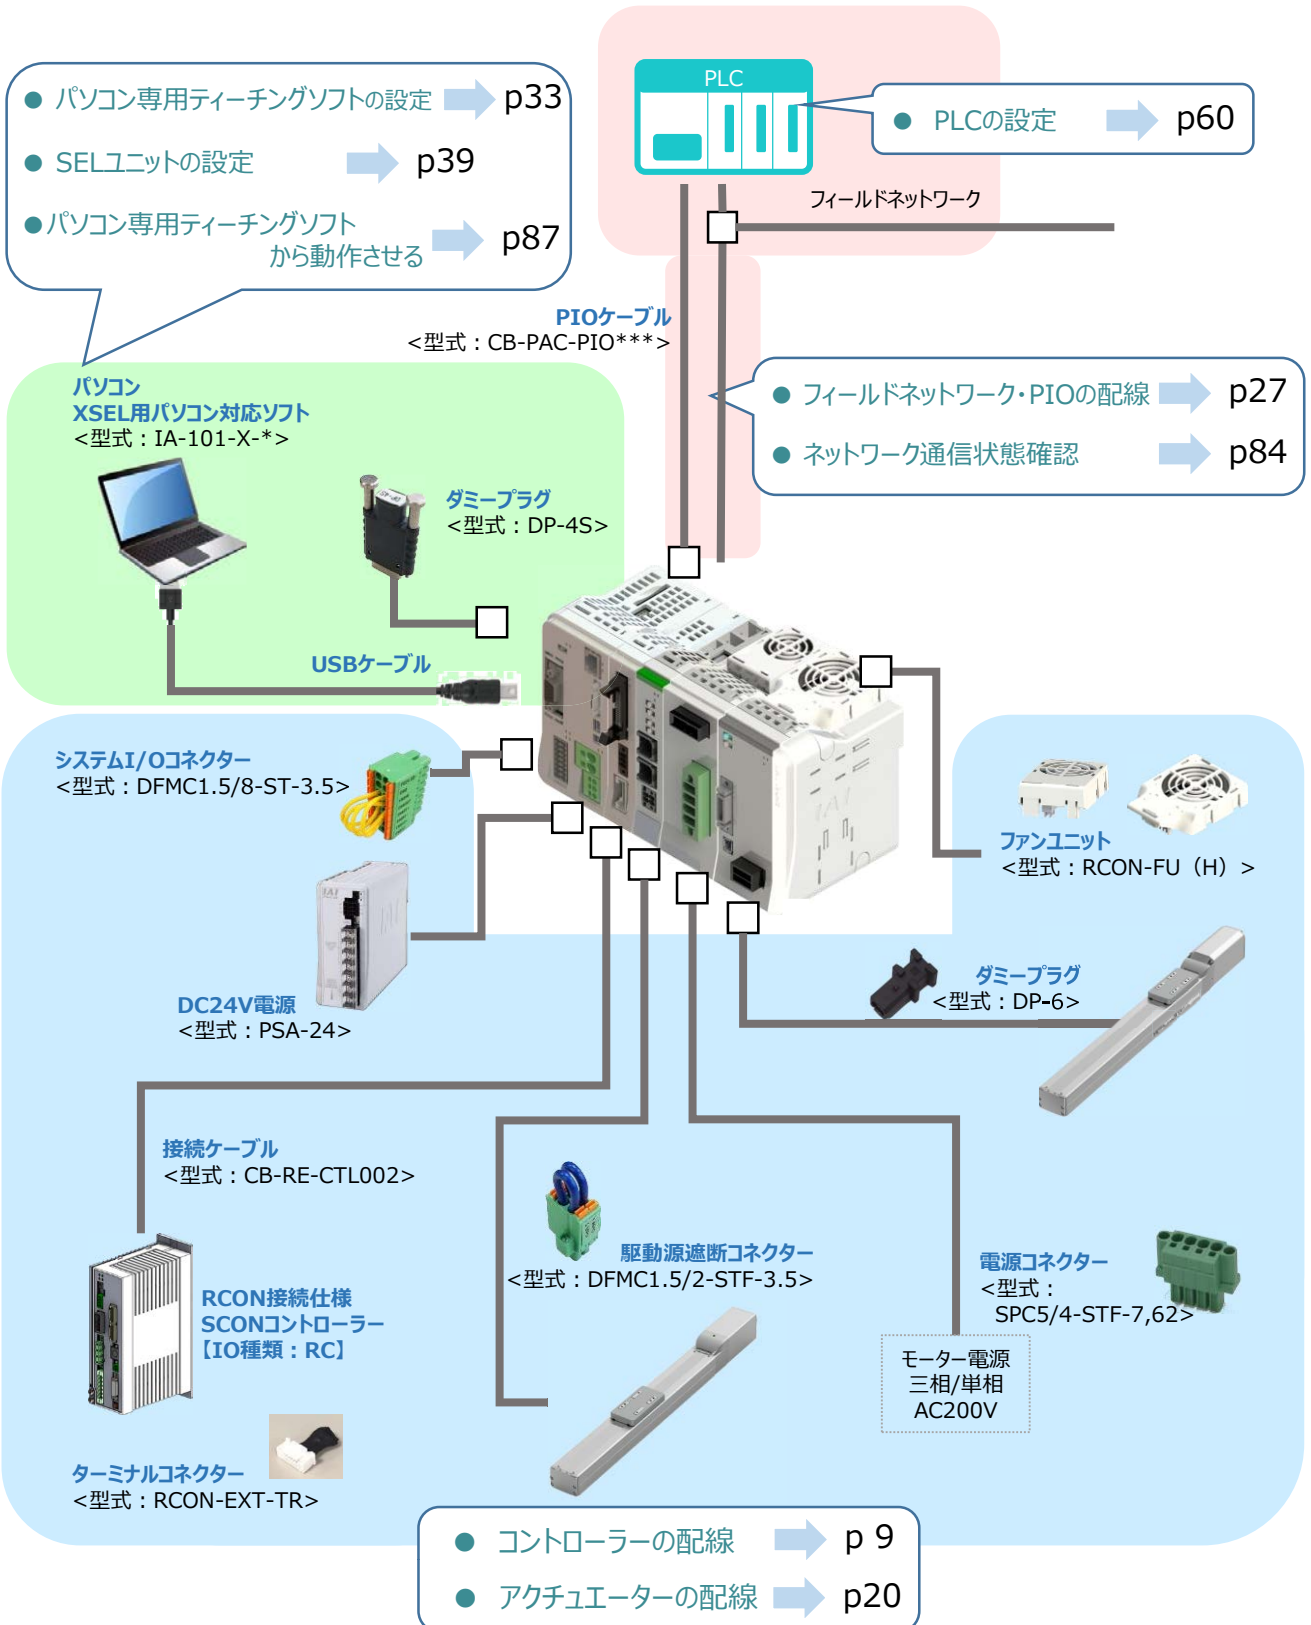 PLC
● パソコン専用ティーチングソフトの設定 p33
● SELユニットの設定 p39
● パソコン専用ティーチングソフト
から動作させる p87
● PLCの設定 p60
フィールドネットワーク
PIOケーブル
<型式：CB-PAC-PIO***>
● フィールドネットワーク・PIOの配線 p27
● ネットワーク通信状態確認 p84
パソコン
XSEL用パソコン対応ソフト
<型式：IA-101-X-*>
ダミープラグ
<型式：DP-4S>
USBケーブル
システムI/Oコネクター
<型式：DFMC1.5/8-ST-3.5>
ファンユニット
<型式：RCON-FU（H）>
DC24V電源
<型式：PSA-24>
ダミープラグ
<型式：DP-6>
接続ケーブル
<型式：CB-RE-CTL002>
駆動源遮断コネクター
<型式：DFMC1.5/2-STF-3.5>
電源コネクター
<型式：
SPC5/4-STF-7,62>
RCON接続仕様
SCONコントローラー
【IO種類：RC】
モーター電源
三相/単相
AC200V
ターミナルコネクター
<型式：RCON-EXT-TR>
● コントローラーの配線 p 9
● アクチュエーターの配線 p20